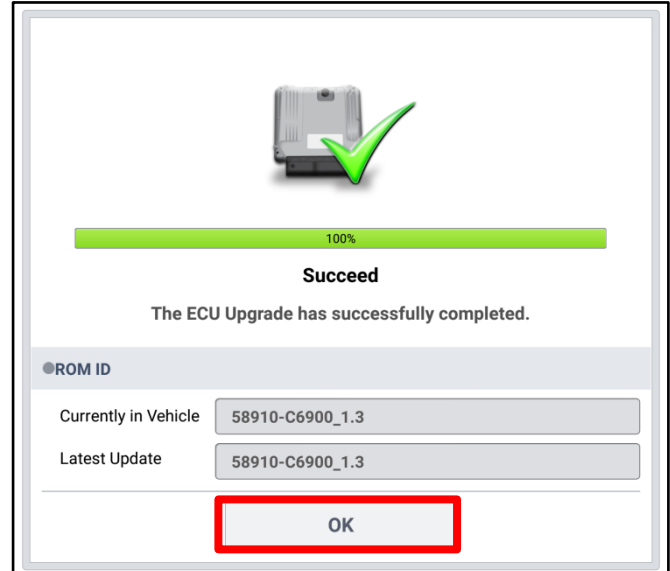 100%
Succeed
The ECU Upgrade has successfully completed.
ROM ID
Currently in Vehicle 58910-C6900_1.3
Latest Update 58910-C6900_1.3
OK